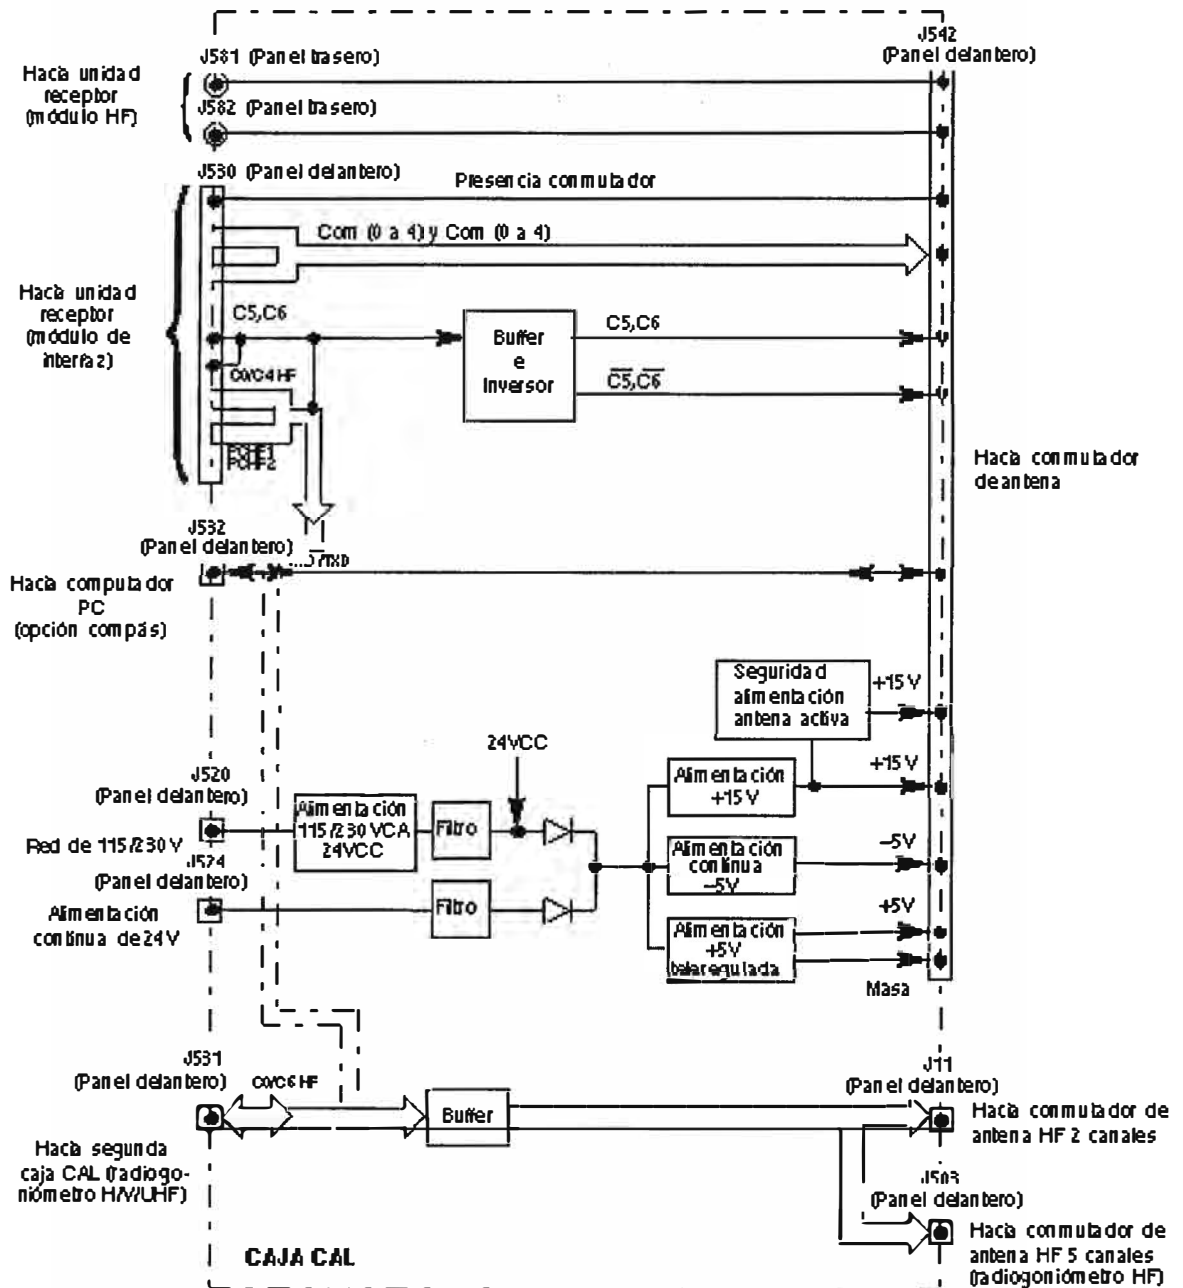 J542
(Panel delantero)
J581 (Panel trasero)
Hacia unidad
receptor
(módulo HF)
J582 (Panel trasero)
J530 (Panel delantero)
Presencia conmutador
Com (0 a 4) y Com (0 a 4)
Hacia unidad
receptor
(módulo de
interfaz)
C5,C6
Buffer
e
Inversor
C5,C6
C5,C6
C0/C4 HF
PCHF1
PCHF2
Hacia conmutador
de antena
J532
(Panel delantero)
/TXD
Hacia computador
PC
(opción compás)
Seguridad
alimentación
antena activa
+15 V
24VCC
J520
(Panel delantero)
Alimentación
+15 V
+15 V
Red de 115/230 V
Alimentación
115/230 VCA
24VCC
Filtro
J524
(Panel delantero)
Alimentación
continua
–5V
–5V
Alimentación
continua de 24 V
Filtro
Alimentación
+5V
teleregulada
+5V
Masa
J531
(Panel delantero)
C0/C6 HF
Buffer
J11
(Panel delantero)
Hacia conmutador de
antena HF 2 canales
Hacia segunda
caja CAL (radiogo-
niómetro H/V/UHF)
J503
(Panel delantero)
Hacia conmutador de
antena HF 5 canales
(radiogoniómetro HF)
CAJA CAL